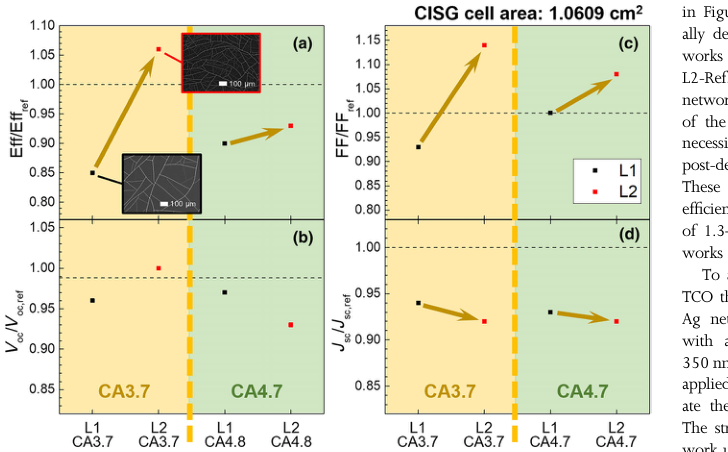 CISG cell area: 1.0609 cm²
1.10
1.05
1.00
0.95
0.90
0.85
0.80
Eff/Eff_ref
(a)
100 µm
100 µm
1.15
1.10
1.05
1.00
0.95
0.90
0.85
0.80
FF/FF_ref
(c)
L1
L2
1.05
1.00
0.95
0.90
0.85
V_oc/V_oc,ref
(b)
CA3.7
CA4.7
L1 L2 L1 L2
CA3.7 CA3.7 CA4.8 CA4.8
1.00
0.95
0.90
0.85
J_sc/J_sc,ref
(d)
CA3.7
CA4.7
L1 L2 L1 L2
CA3.7 CA3.7 CA4.7 CA4.7
in Figu
ally de
works
L2-Ref
networ
of the
necessi
post-de
These
efficien
of 1.3-
works
To a
TCO th
Ag net
with a
350 nm
applied
ate the
The str
work u